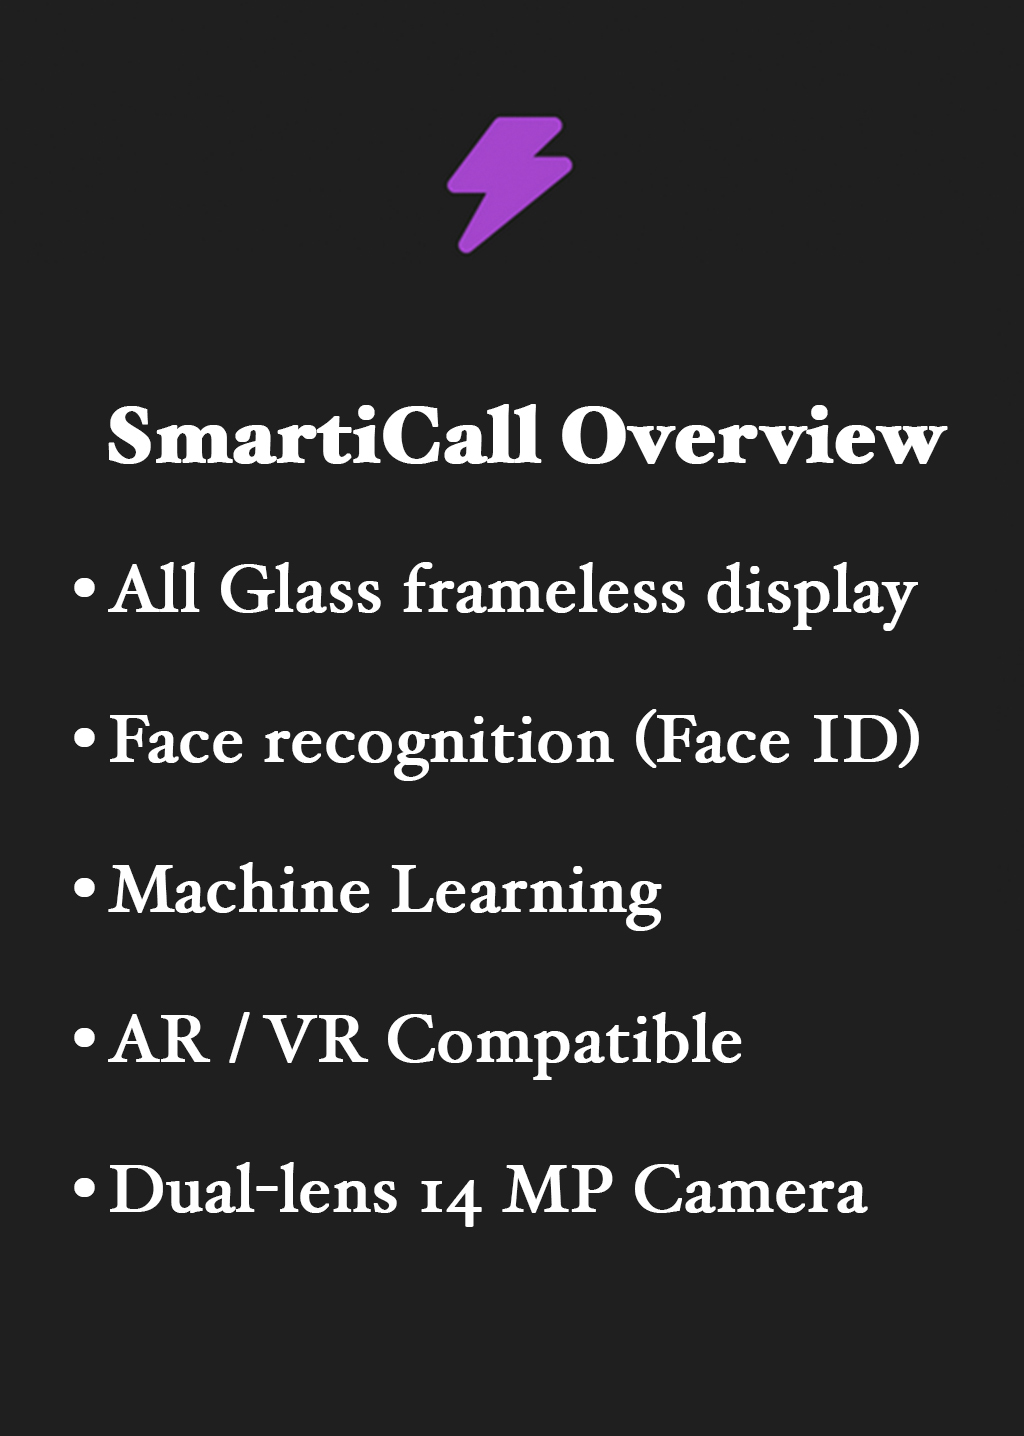 SmartiCall Overview
• All Glass frameless display
• Face recognition (Face ID)
• Machine Learning
• AR / VR Compatible
• Dual-lens 14 MP Camera